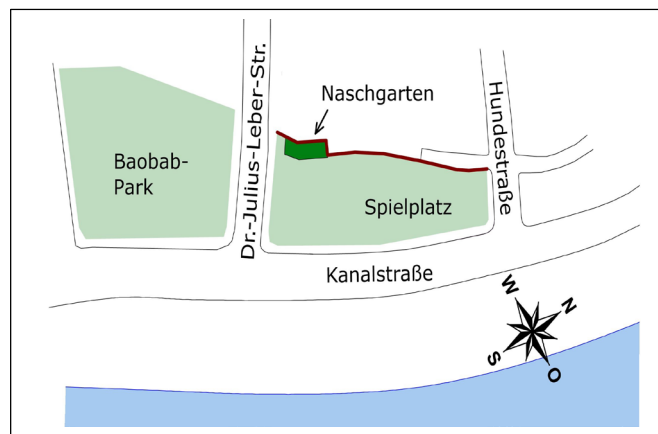 Dr.-Julius-Leber-Str.
Naschgarten
Hundestraße
Baobab-
Park
Spielplatz
Kanalstraße
W
N
S
O